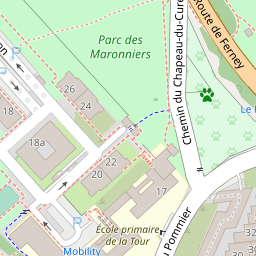 Parc des
Maronniers
Chemin du Chapeau-du-Curé
Route de Ferney
on
26
24
18
18a
22
20
17
Le
École primaire
de la Tour
Mobility
u Pommier